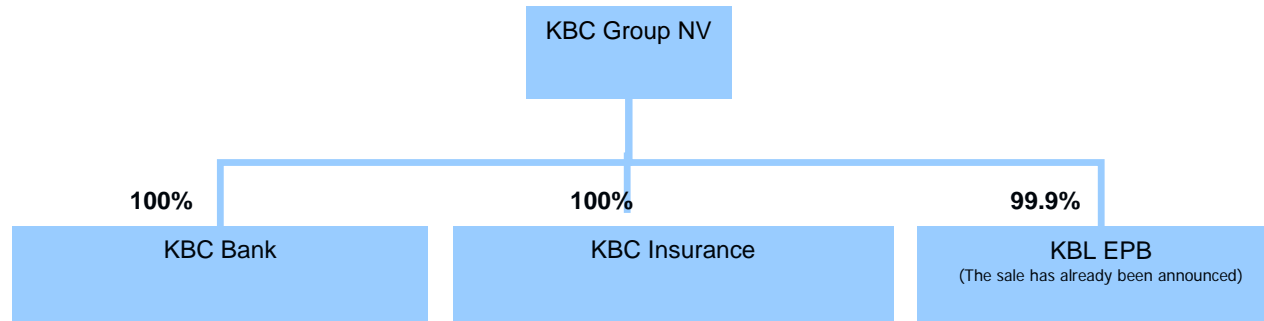 KBC Group NV
100%
100%
99.9%
KBC Bank
KBC Insurance
KBL EPB
(The sale has already been announced)